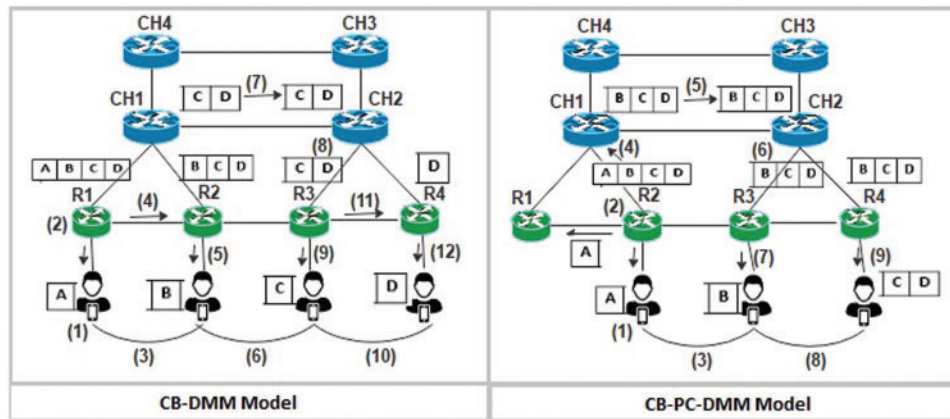 CH4
CH3
(7)
C D
C D
CH1
CH2
(8)
A B C D
B C D
C D
D
R1
R2
R3
R4
(2)
(4)
(11)
(5)
(9)
(12)
A
B
C
D
(1)
(3)
(6)
(10)
CB-DMM Model
CH4
CH3
(5)
B C D
B C D
CH1
CH2
(4)
(6)
A B C D
B C D
B C D
R1
R2
R3
R4
(2)
A
(7)
(9)
A
B
C D
(1)
(3)
(8)
CB-PC-DMM Model